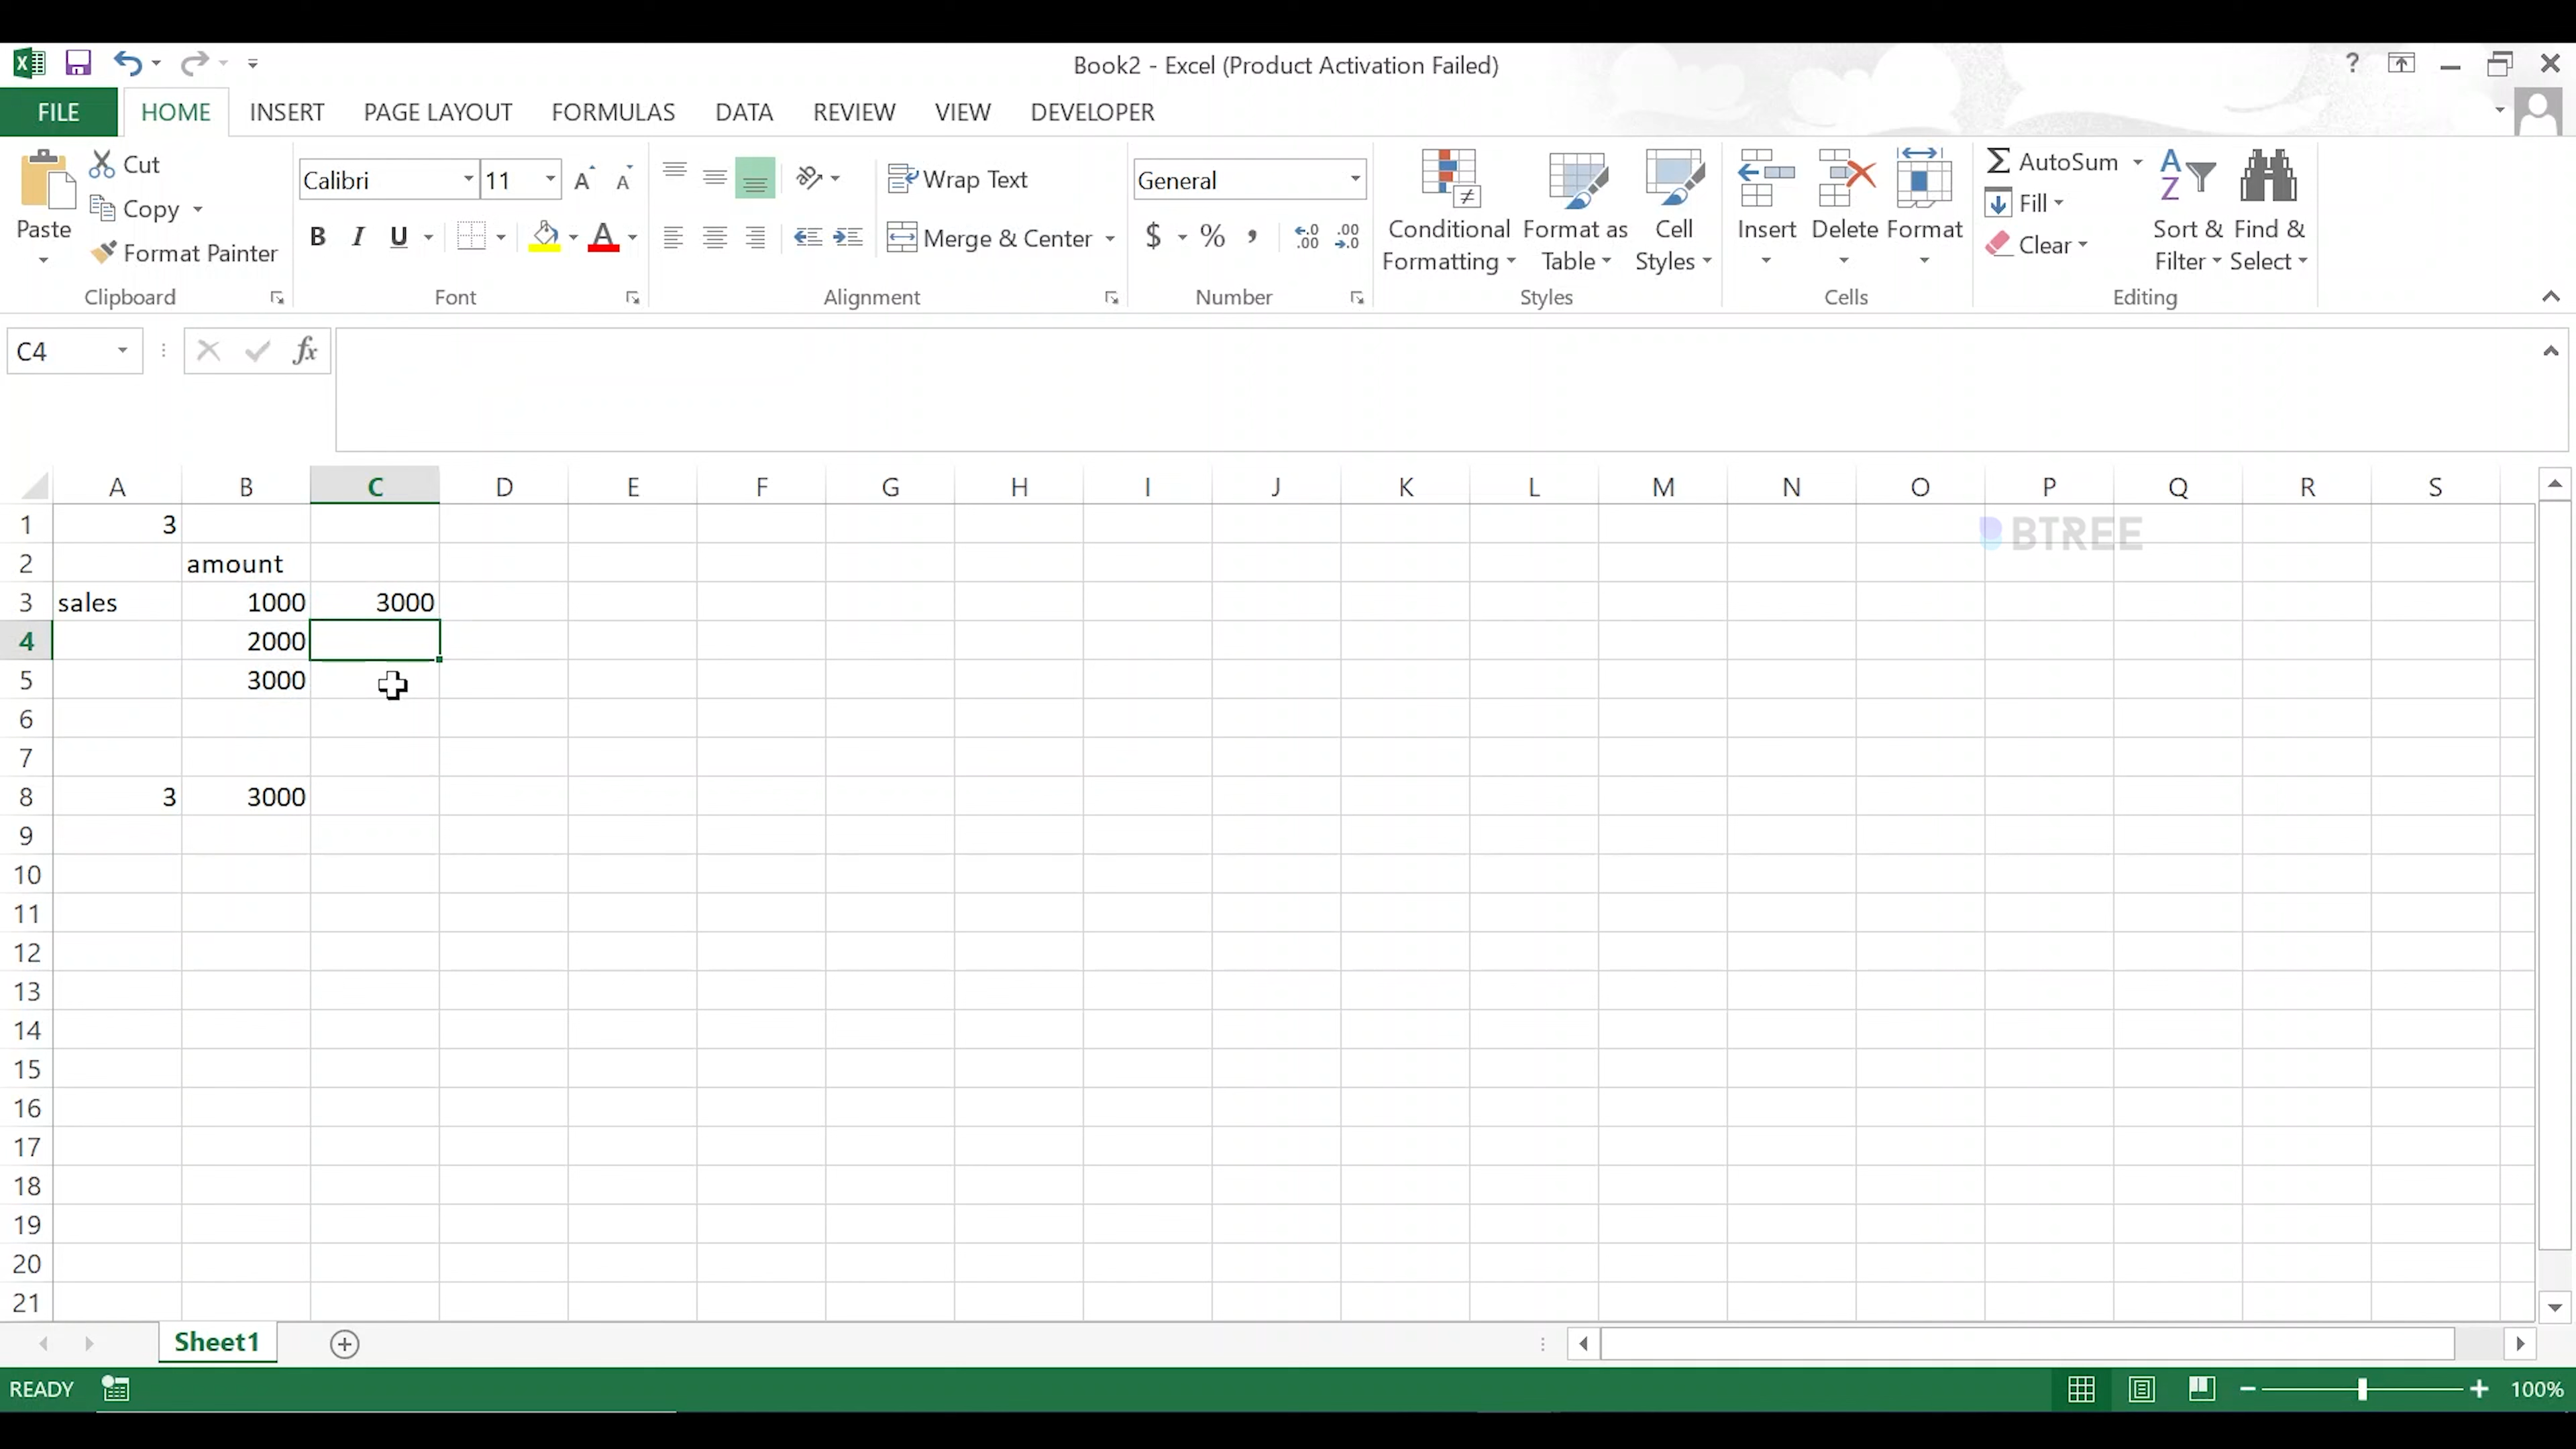 Book2 - Excel (Product Activation Failed)
?
FILE HOME INSERT PAGE LAYOUT FORMULAS DATA REVIEW VIEW DEVELOPER
Cut
Copy
Format Painter
Paste
Clipboard
Calibri 11 A A
B I U A
Font
Wrap Text
Merge & Center
Alignment
General
$ % , .0 .00 .00 .0
Number
Conditional Formatting
Format as Table
Cell Styles
Styles
Insert Delete Format
Cells
AutoSum
Fill
Clear
Sort & Filter
Find & Select
Editing
C4 fx
A B C D E F G H I J K L M N O P Q R S
1 3
BTREE
2 amount
3 sales 1000 3000
4 2000
5 3000
6
7
8 3 3000
9
10
11
12
13
14
15
16
17
18
19
20
21
Sheet1
READY 100%